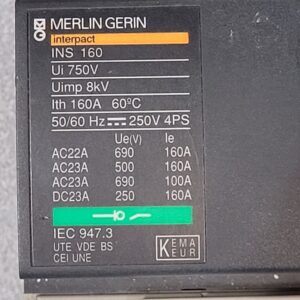 MERLIN GERIN
interpact
INS 160
Ui 750V
Uimp 8kV
Ith 160A 60°C
50/60 Hz 250V 4PS
Ue(V) Ie
AC22A 690 160A
AC23A 500 160A
AC23A 690 100A
DC23A 250 160A
IEC 947.3
UTE VDE BS
CEI UNE
KEMA
KEUR